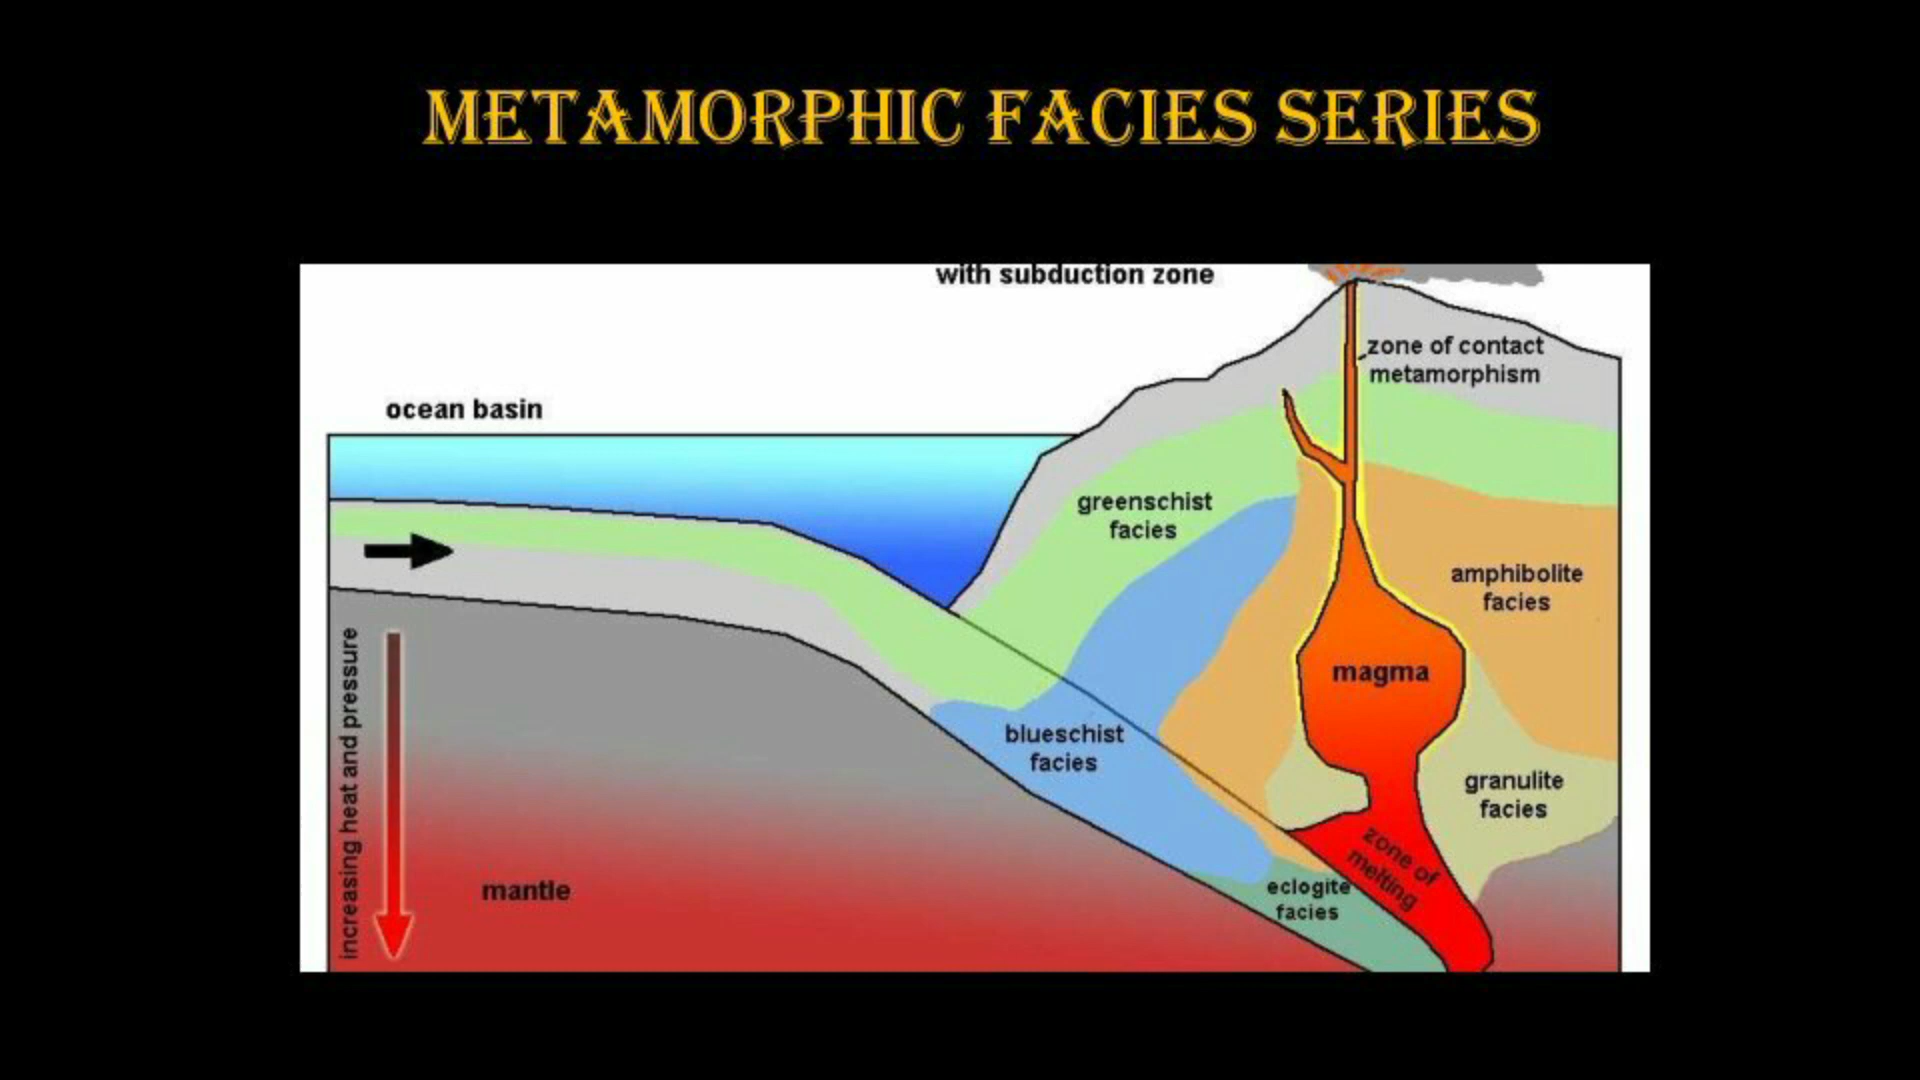 METAMORPHIC FACIES SERIES
with subduction zone
zone of contact
metamorphism
ocean basin
greenschist
facies
amphibolite
facies
magma
blueschist
facies
granulite
facies
zone of
melting
eclogite
facies
mantle
increasing heat and pressure